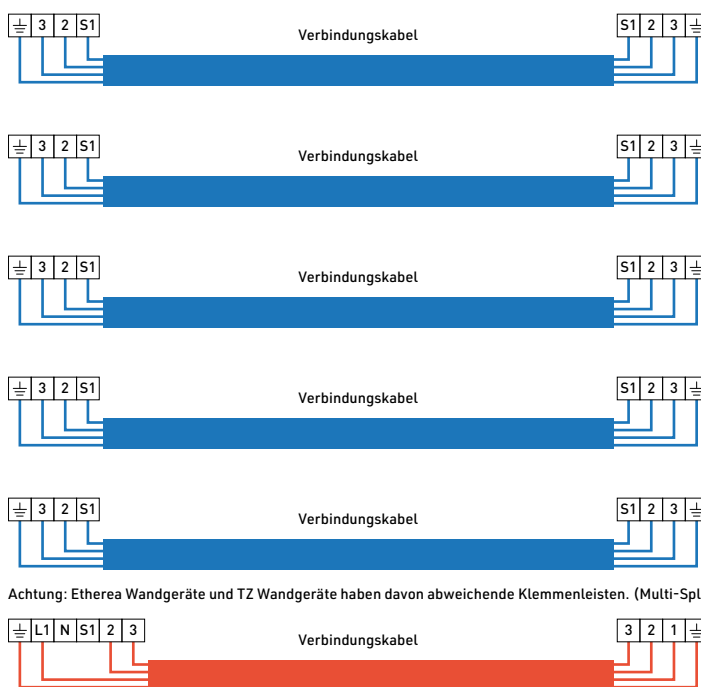 3 2 S1 Verbindungskabel S1 2 3
3 2 S1 Verbindungskabel S1 2 3
3 2 S1 Verbindungskabel S1 2 3
3 2 S1 Verbindungskabel S1 2 3
3 2 S1 Verbindungskabel S1 2 3
Achtung: Etherea Wandgeräte und TZ Wandgeräte haben davon abweichende Klemmenleisten. (Multi-Spl
L1 N S1 2 3 Verbindungskabel 3 2 1